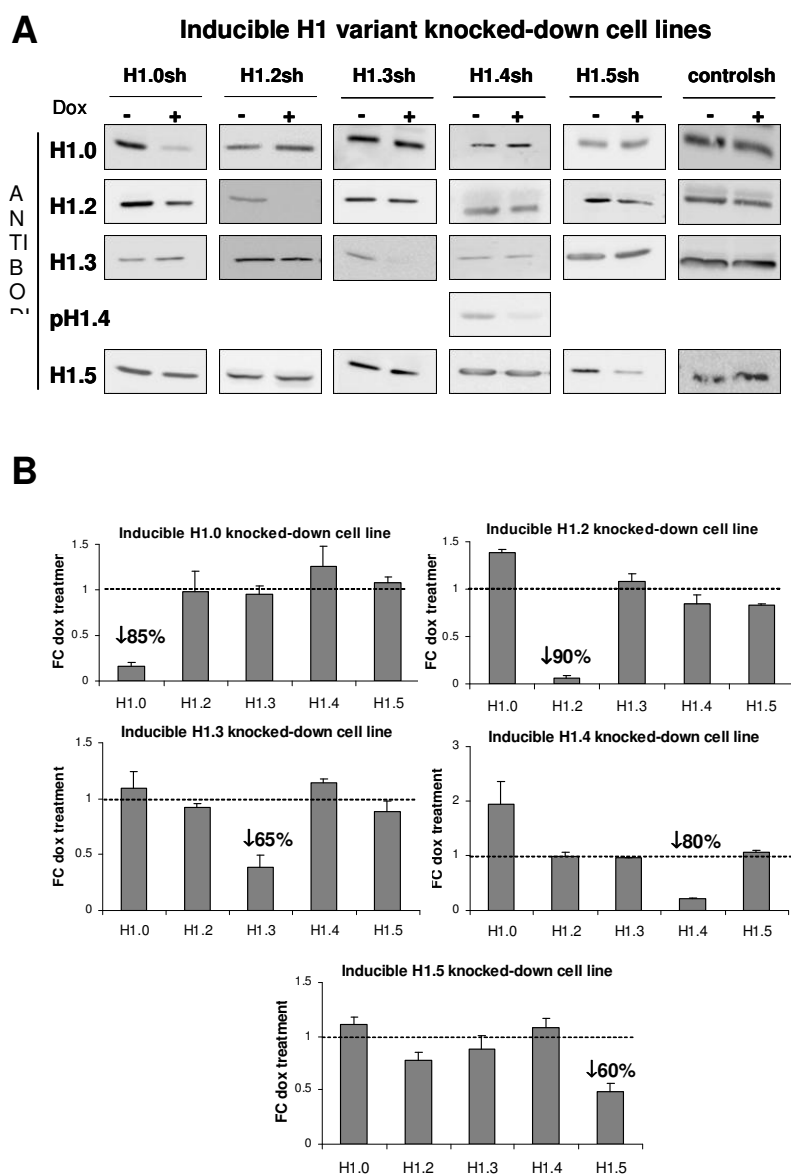 A
Inducible H1 variant knocked-down cell lines
H1.0sh H1.2sh H1.3sh H1.4sh H1.5sh controlsh
Dox - + - + - + - + - + - +
A
N
TI
B
O
H1.0
H1.2
H1.3
pH1.4
H1.5
B
Inducible H1.0 knocked-down cell line
FC dox treatmer
1.5
1
0.5
0
↓85%
H1.0 H1.2 H1.3 H1.4 H1.5
Inducible H1.2 knocked-down cell line
FC dox treatmer
1.5
1
0.5
0
↓90%
H1.0 H1.2 H1.3 H1.4 H1.5
Inducible H1.3 knocked-down cell line
FC dox treatment
1.5
1
0.5
0
↓65%
H1.0 H1.2 H1.3 H1.4 H1.5
Inducible H1.4 knocked-down cell line
FC dox treatment
3
2
1
0
↓80%
H1.0 H1.2 H1.3 H1.4 H1.5
Inducible H1.5 knocked-down cell line
FC dox treatment
1.5
1
0.5
0
↓60%
H1.0 H1.2 H1.3 H1.4 H1.5